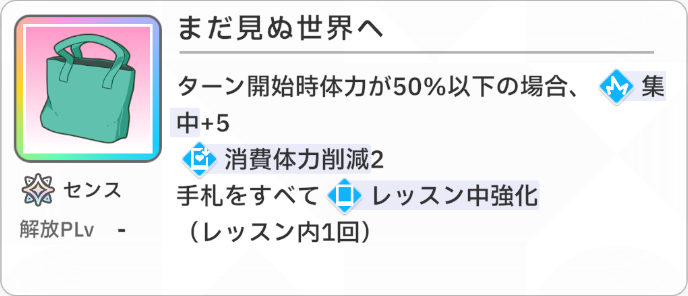 まだ見ぬ世界へ
ターン開始時体力が50%以下の場合、集
中+5
消費体力削減2
手札をすべてレッスン中強化
（レッスン内1回）
センス
解放PLv -